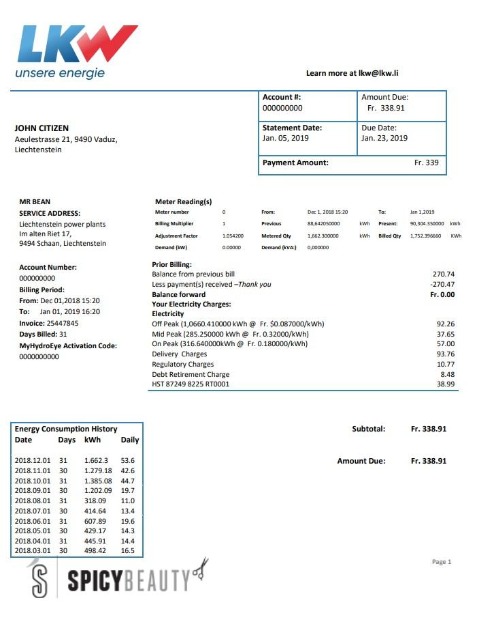 LKW
unsere energie
Learn more at lkw@lkw.li
Account #:
000000000
Amount Due:
Fr. 338.91
JOHN CITIZEN
Aeulestrasse 21, 9490 Vaduz,
Liechtenstein
Statement Date:
Jan. 05, 2019
Due Date:
Jan. 23, 2019
Payment Amount: Fr. 339
MR BEAN
SERVICE ADDRESS:
Liechtenstein power plants
im alten Riet 17,
9494 Schaan, Liechtenstein
Account Number:
000000000
Billing Period:
From: Dec 01,2018 15:20
To: Jan 01, 2019 16:20
Invoice: 25447845
Days Billed: 31
MyHydroEye Activation Code:
0000000000
Meter Reading(s)
Meter number 0 From: Dec 1, 2018 15:20 To: Jan 1,2019
Billing Multiplier 1 Previous 88,642050000 kWh Present: 90,304.350000 kWh
Adjustment Factor 1.054200 Metered Qty 1,662.300000 kWh Billed Qty 1,752.396660 KWh
Demand (kW) 0.00000 Demand (kVA) 0,000000
Prior Billing:
Balance from previous bill 270.74
Less payment(s) received –Thank you -270.47
Balance forward Fr. 0.00
Your Electricity Charges:
Electricity
Off Peak (1,0660.410000 kWh @ Fr. S0.087000/kWh) 92.26
Mid Peak (285.250000 kWh @ Fr. 0.32000/kWh) 37.65
On Peak (316.640000kWh @ Fr. 0.180000/kWh) 57.00
Delivery Charges 93.76
Regulatory Charges 10.77
Debt Retirement Charge 8.48
HST 87249 8225 RT0001 38.99
Energy Consumption History
Date Days kWh Daily
2018.12.01 31 1.662.3 53.6
2018.11.01 30 1.279.18 42.6
2018.10.01 31 1.385.08 44.7
2018.09.01 30 1.202.09 19.7
2018.08.01 31 318.09 11.0
2018.07.01 30 414.64 13.4
2018.06.01 31 607.89 19.6
2018.05.01 30 429.17 14.3
2018.04.01 31 445.91 14.4
2018.03.01 30 498.42 16.5
Subtotal: Fr. 338.91
Amount Due: Fr. 338.91
Page 1
S SPICYBEAUTY